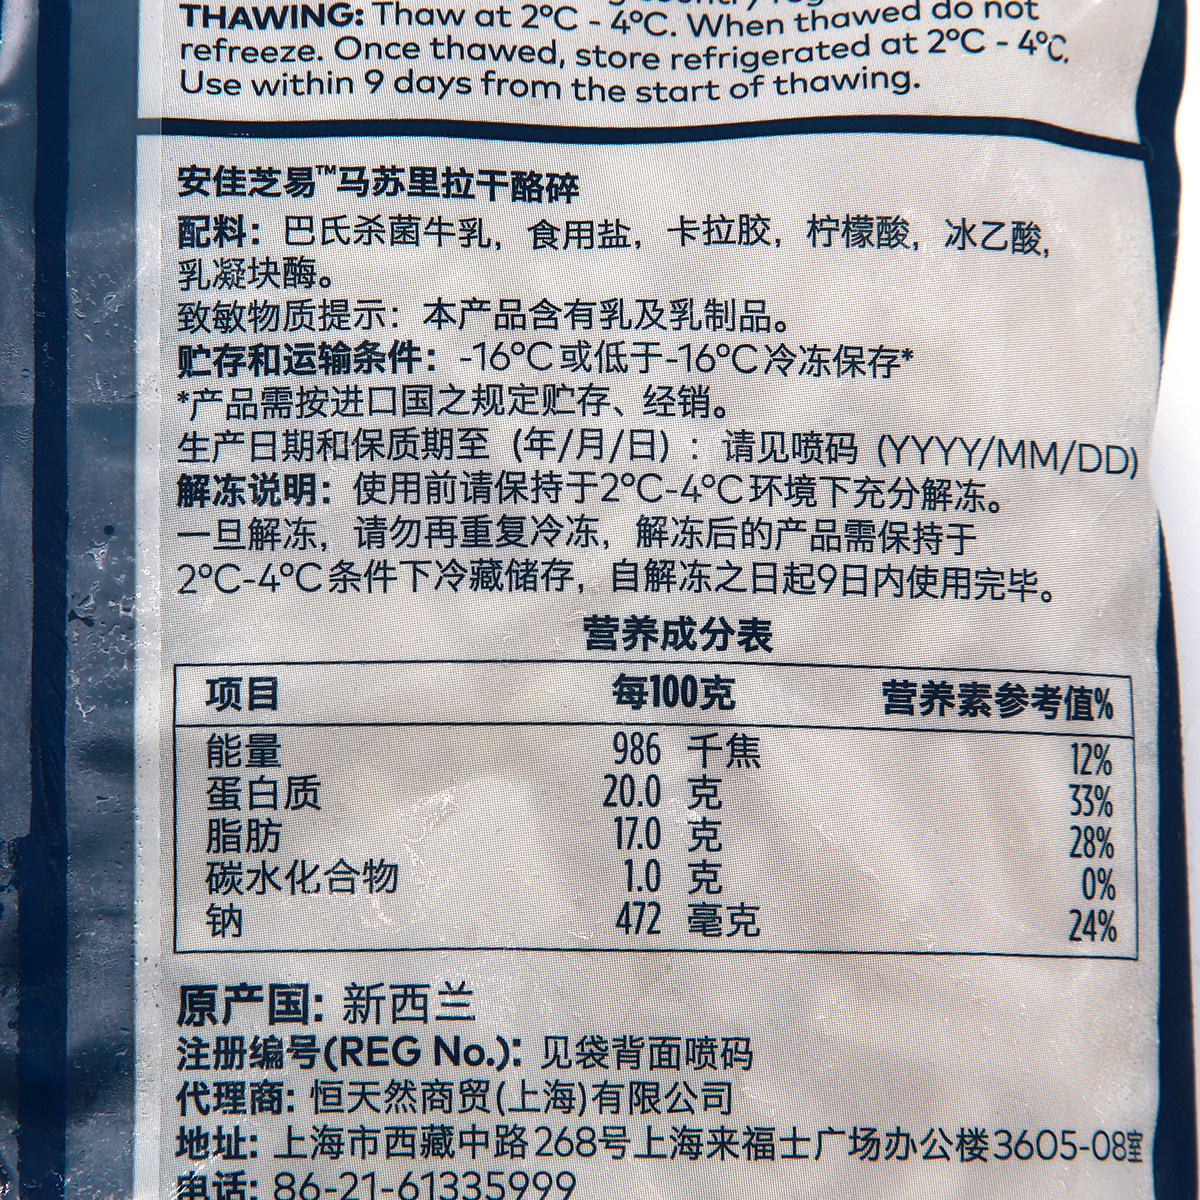 THAWING: Thaw at 2°C - 4°C. When thawed do not
refreeze. Once thawed, store refrigerated at 2°C - 4°C.
Use within 9 days from the start of thawing.
安佳芝易™马苏里拉干酪碎
配料：巴氏杀菌牛乳，食用盐，卡拉胶，柠檬酸，冰乙酸，
乳凝块酶。
致敏物质提示：本产品含有乳及乳制品。
贮存和运输条件：-16°C或低于-16°C冷冻保存*
*产品需按进口国之规定贮存、经销。
生产日期和保质期至（年/月/日）：请见喷码 (YYYY/MM/DD)
解冻说明：使用前请保持于2°C-4°C环境下充分解冻。
一旦解冻，请勿再重复冷冻，解冻后的产品需保持于
2°C-4°C条件下冷藏储存，自解冻之日起9日内使用完毕。
营养成分表
项目 每100克 营养素参考值%
能量 986 千焦 12%
蛋白质 20.0 克 33%
脂肪 17.0 克 28%
碳水化合物 1.0 克 0%
钠 472 毫克 24%
原产国: 新西兰
注册编号(REG No.): 见袋背面喷码
代理商: 恒天然商贸(上海)有限公司
地址: 上海市西藏中路268号上海来福士广场办公楼3605-08室
电话: 86-21-61335999